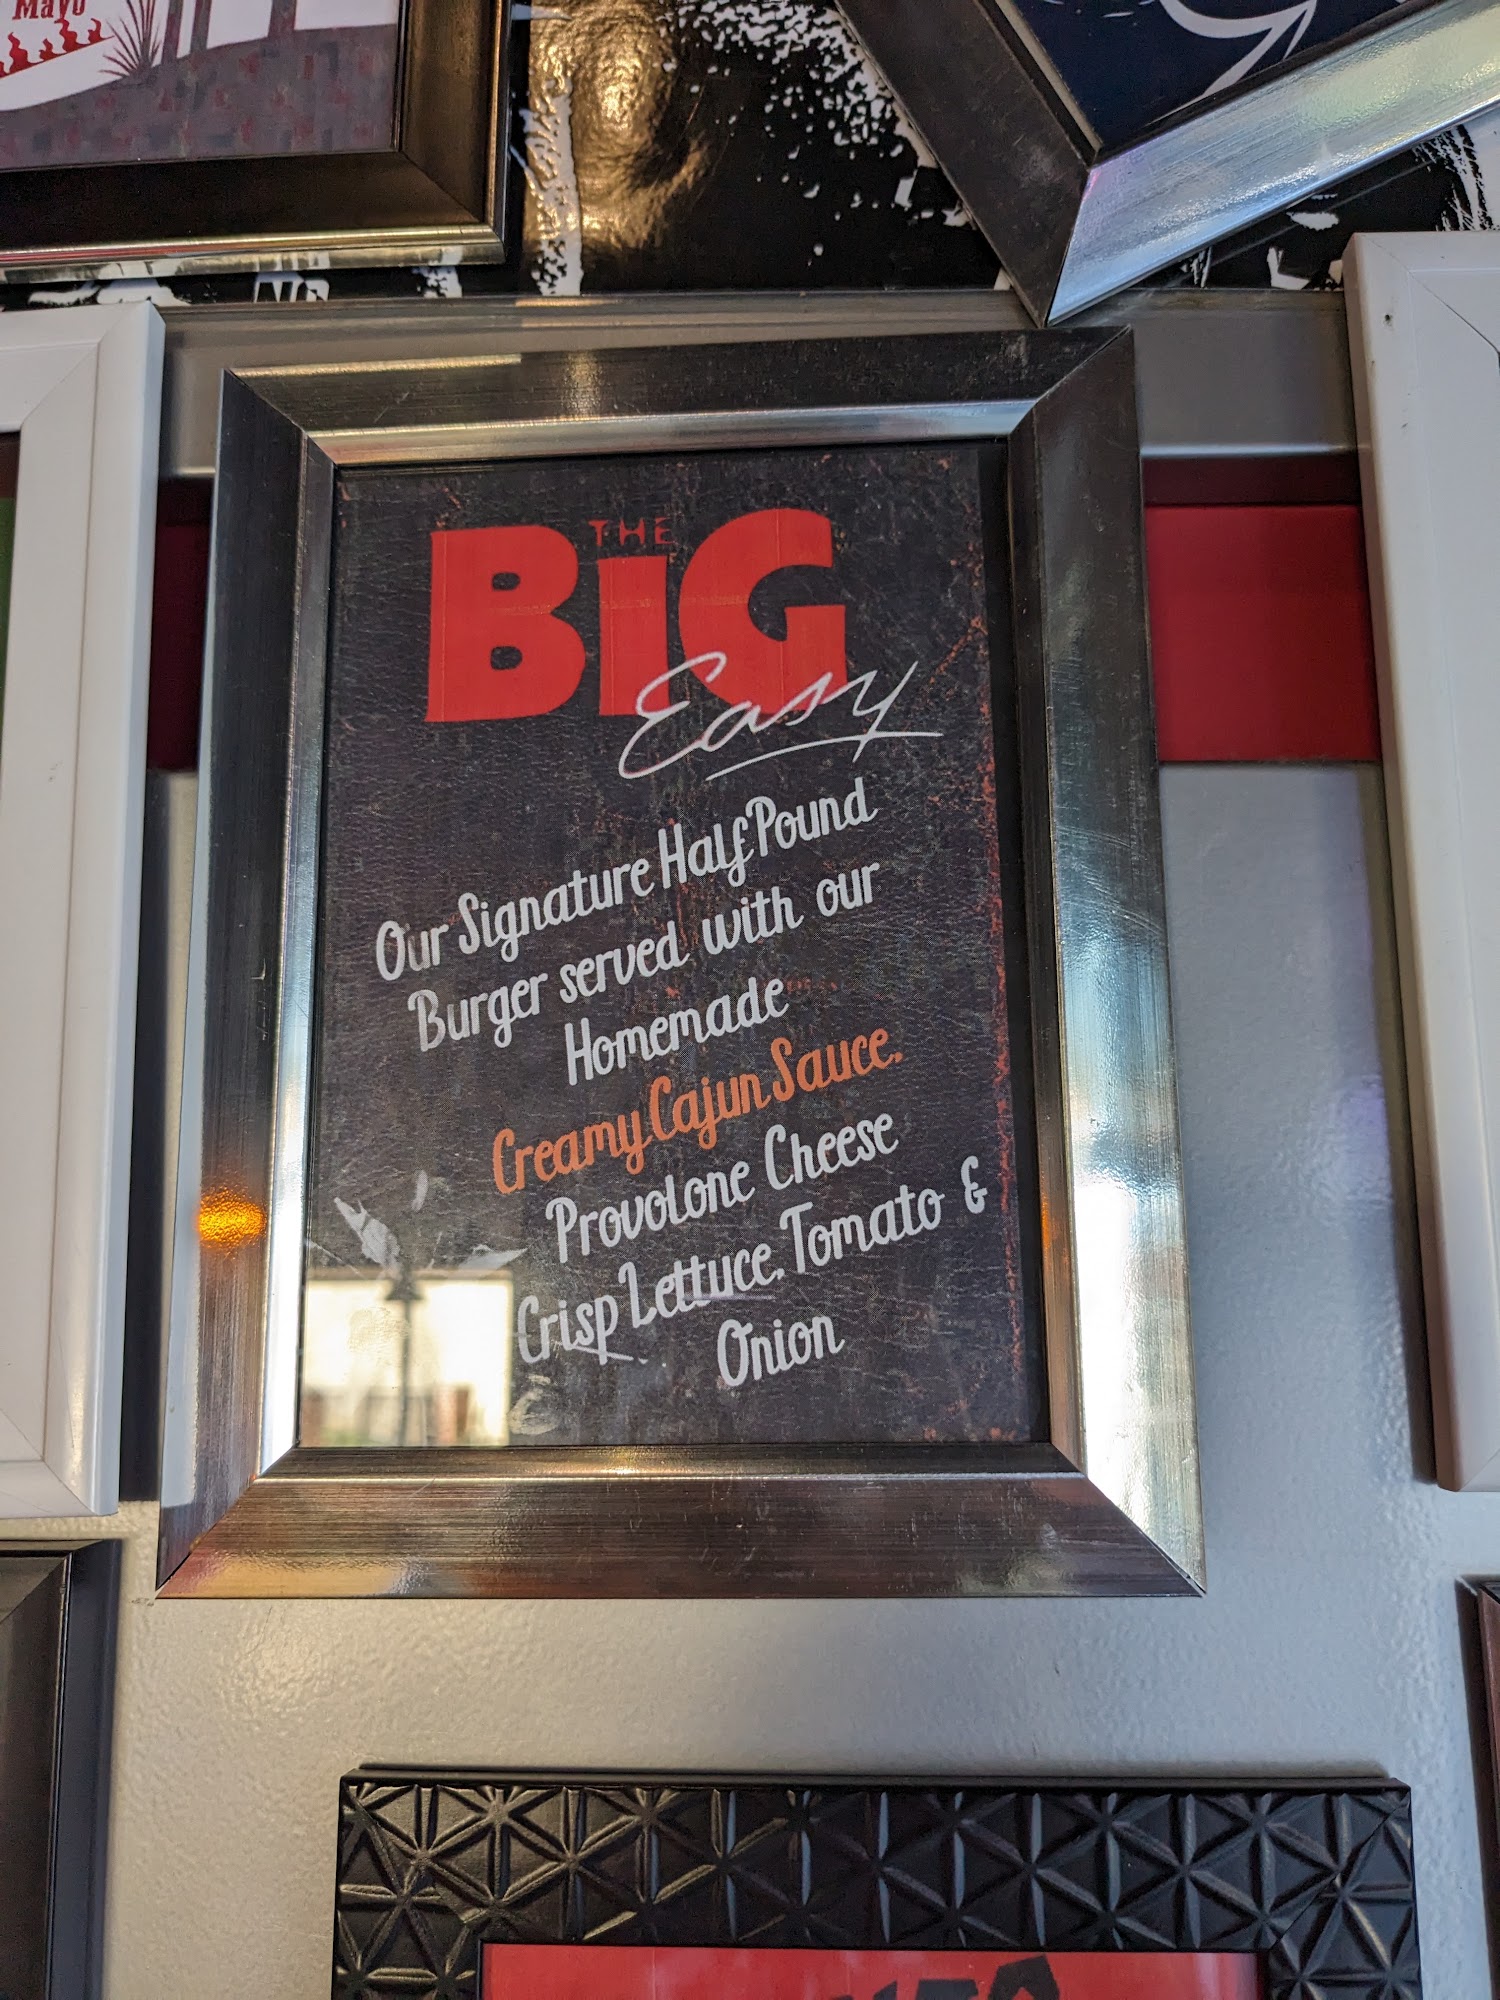 Mayo
THE
BiG
Easy
Our Signature Half Pound
Burger served with our
Homemade
Creamy Cajun Sauce.
Provolone Cheese
Crisp Lettuce. Tomato &
Onion